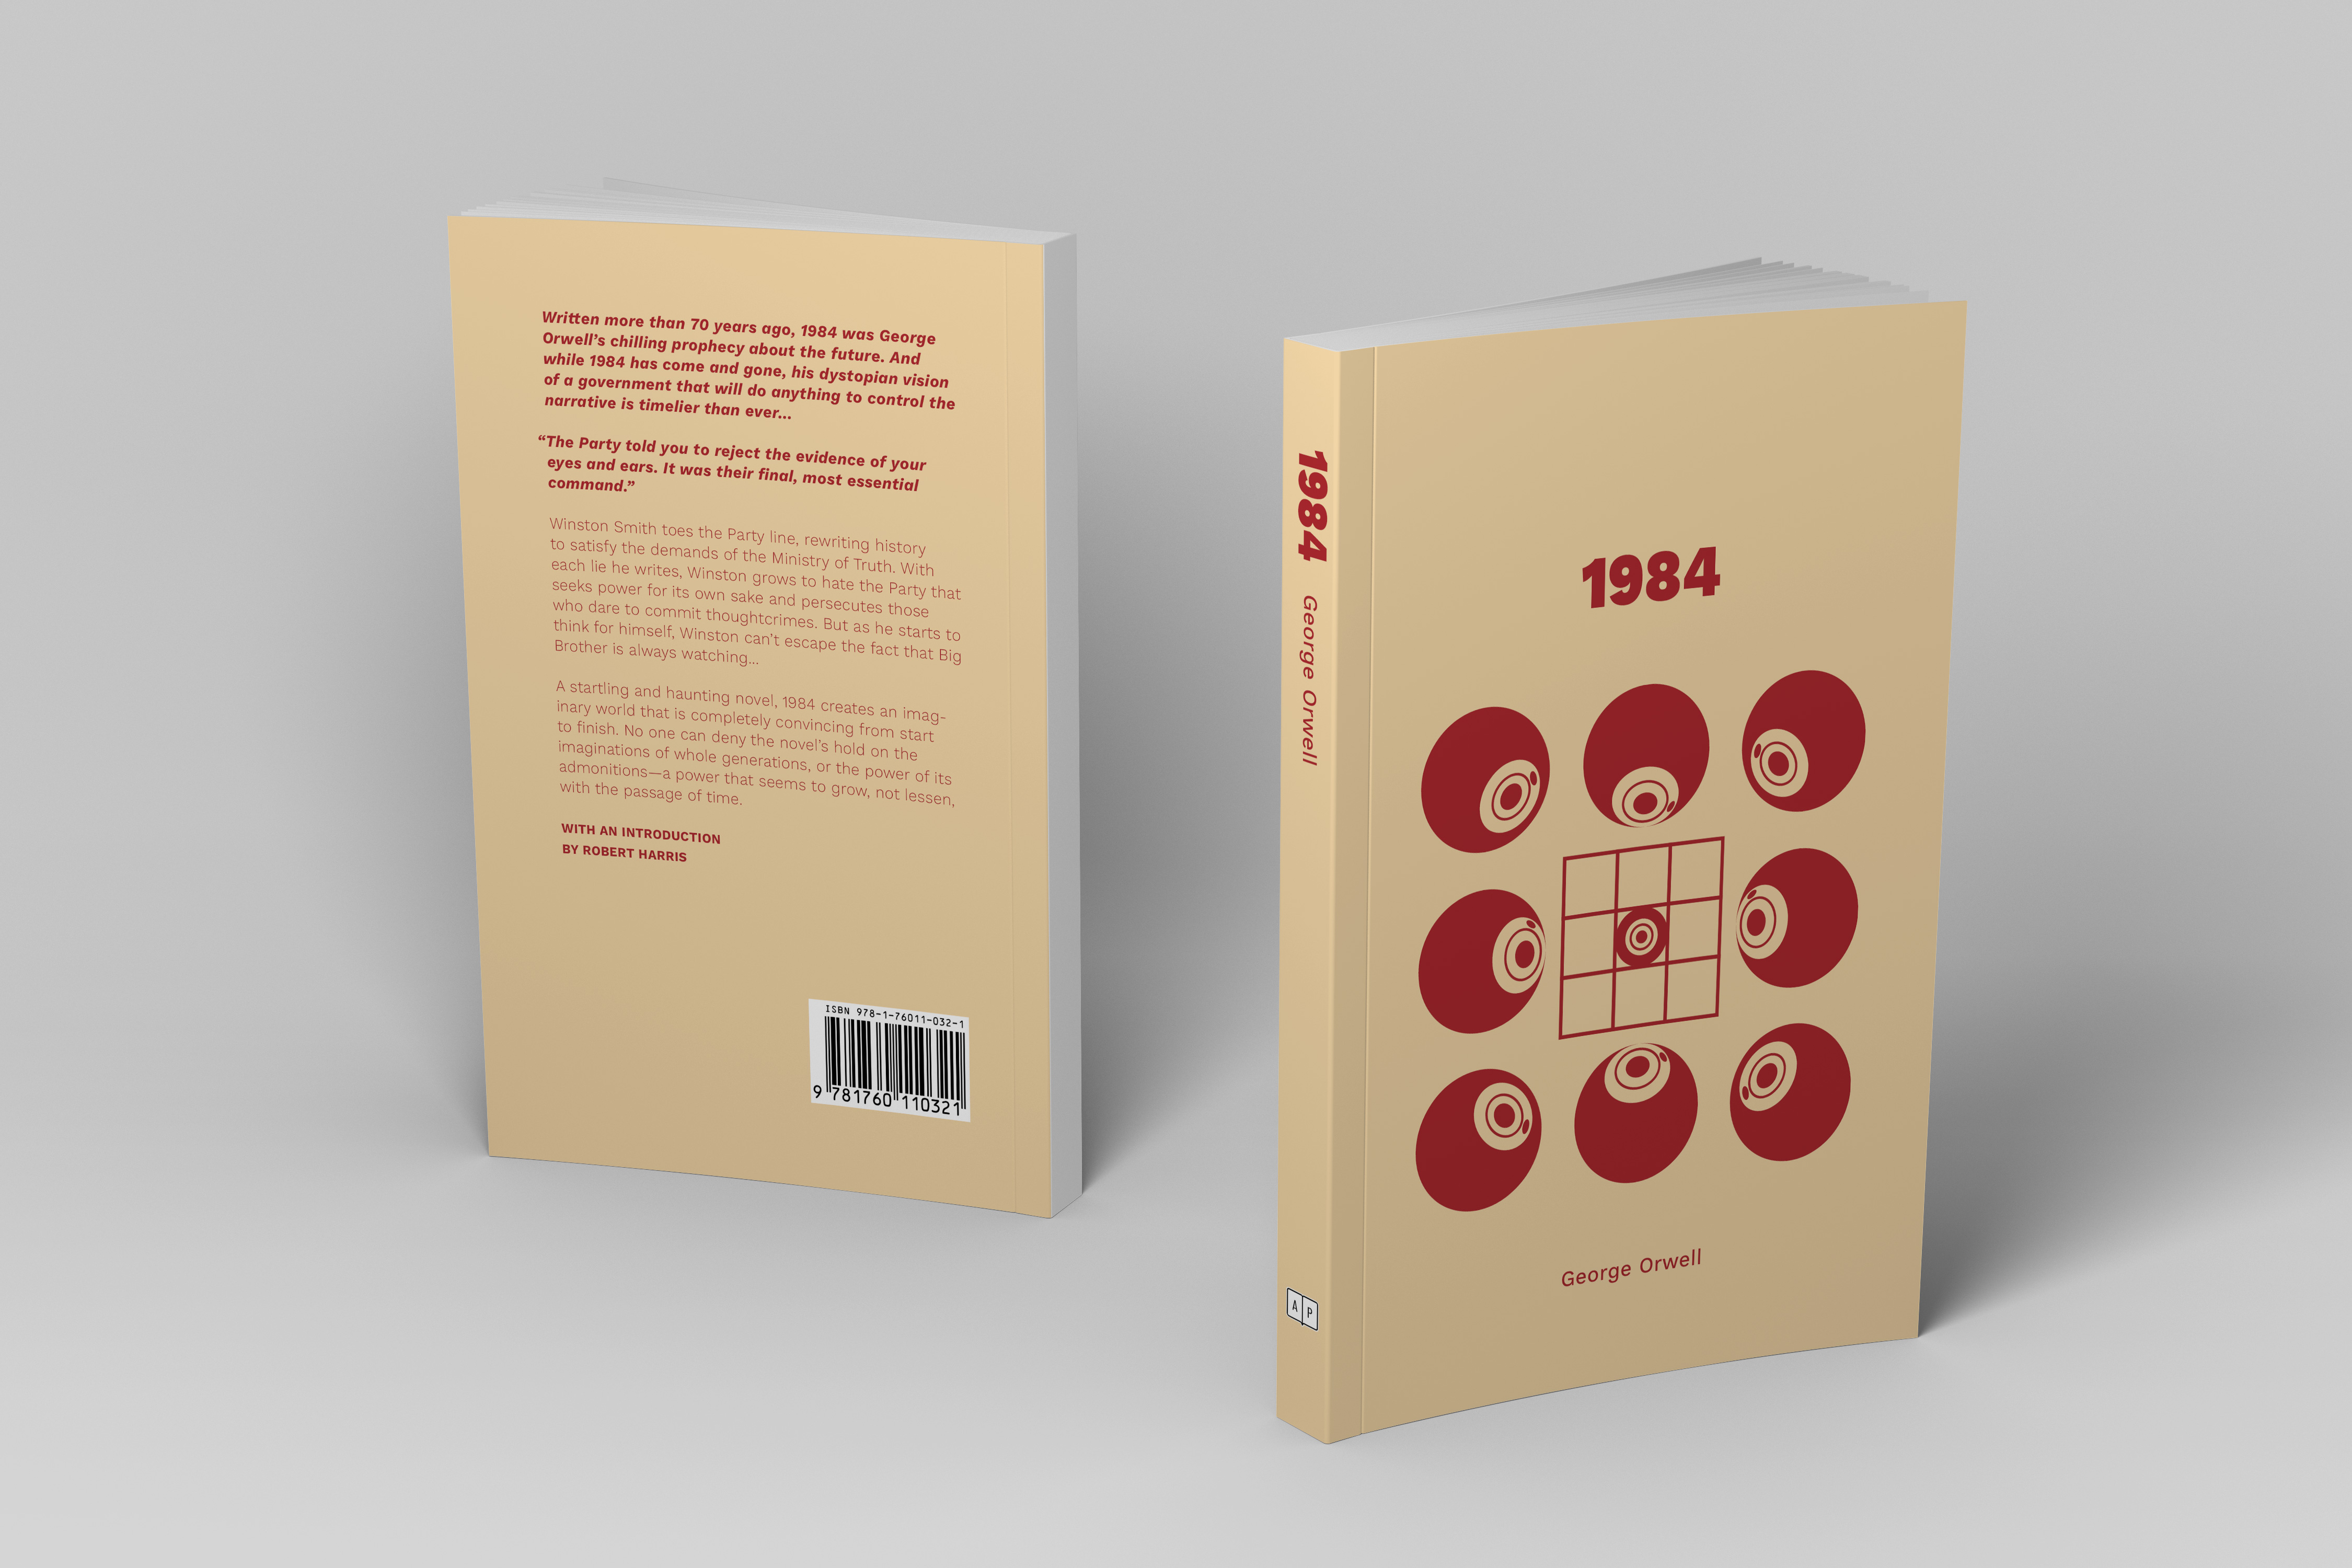 Written more than 70 years ago, 1984 was George
Orwell’s chilling prophecy about the future. And
while 1984 has come and gone, his dystopian vision
of a government that will do anything to control the
narrative is timelier than ever...
“The Party told you to reject the evidence of your
eyes and ears. It was their final, most essential
command.”
Winston Smith toes the Party line, rewriting history
to satisfy the demands of the Ministry of Truth. With
each lie he writes, Winston grows to hate the Party that
seeks power for its own sake and persecutes those
who dare to commit thoughtcrimes. But as he starts to
think for himself, Winston can’t escape the fact that Big
Brother is always watching...
A startling and haunting novel, 1984 creates an imag-
inary world that is completely convincing from start
to finish. No one can deny the novel’s hold on the
imaginations of whole generations, or the power of its
admonitions—a power that seems to grow, not lessen,
with the passage of time.
WITH AN INTRODUCTION
BY ROBERT HARRIS
ISBN 978-1-76011-032-1
9 781760 110321
1984 George Orwell
A P
1984
George Orwell